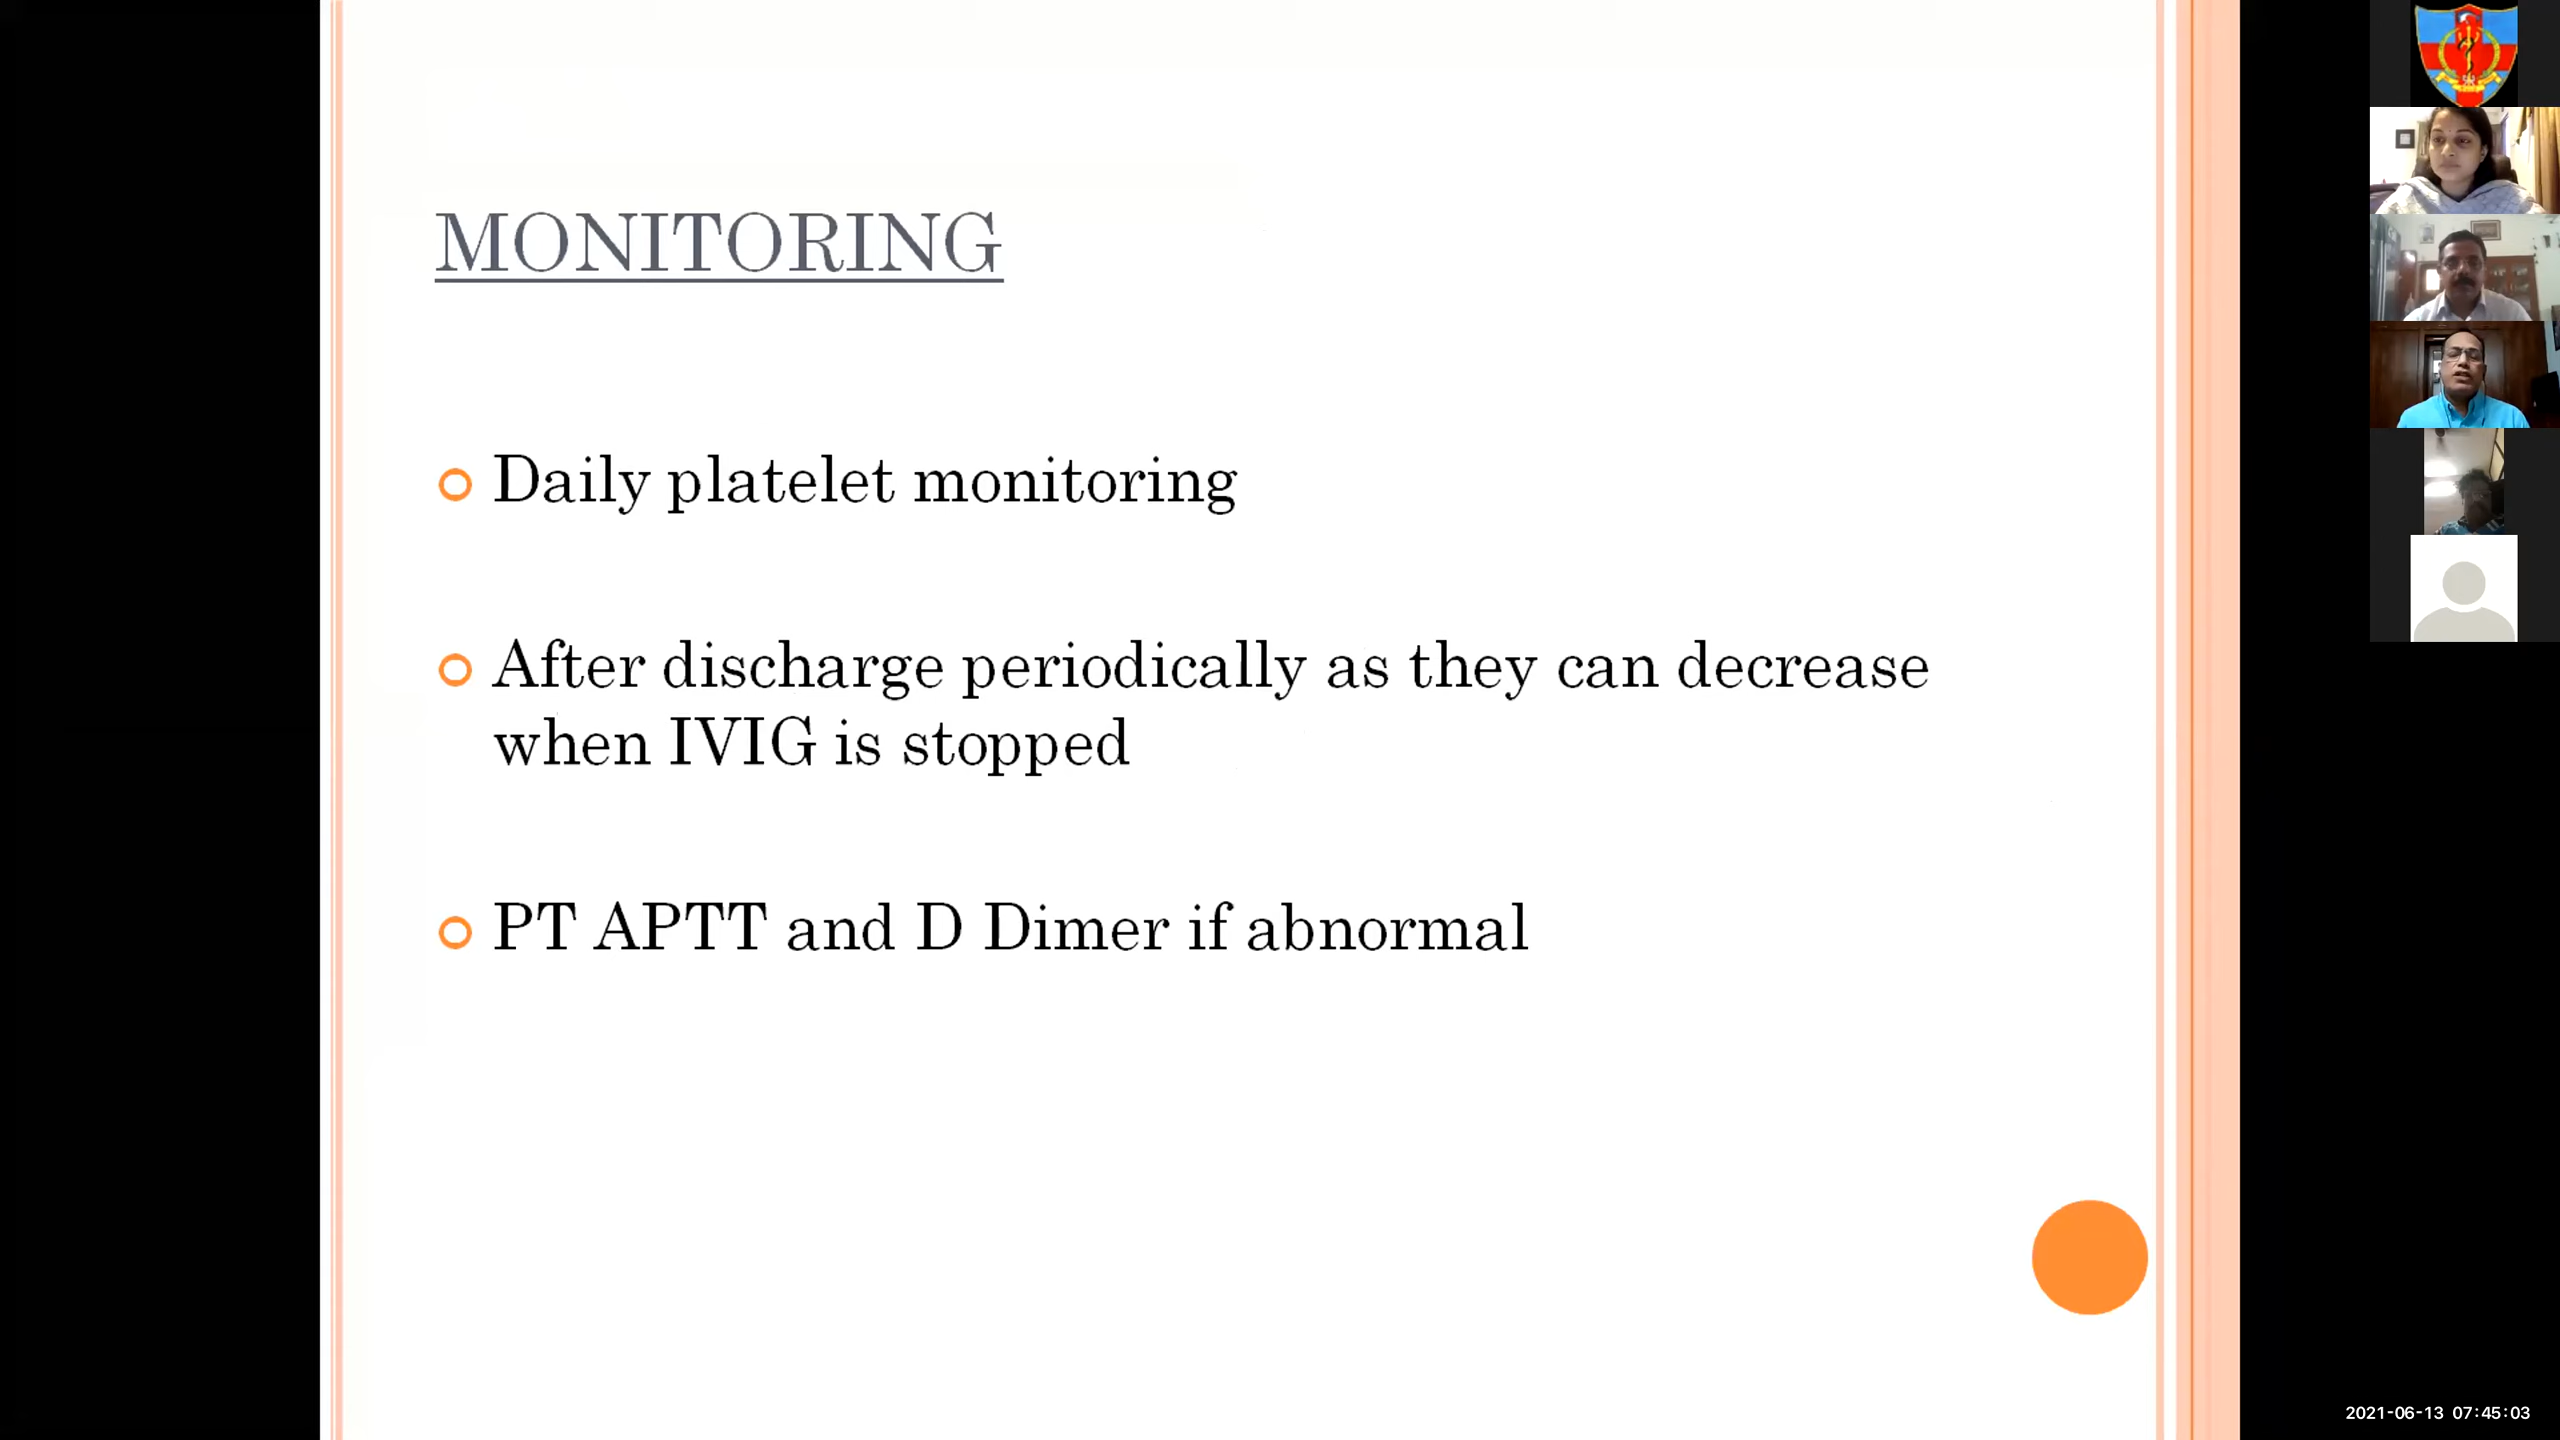 MONITORING
Daily platelet monitoring
After discharge periodically as they can decrease
when IVIG is stopped
PT APTT and D Dimer if abnormal
2021-06-13 07:45:03